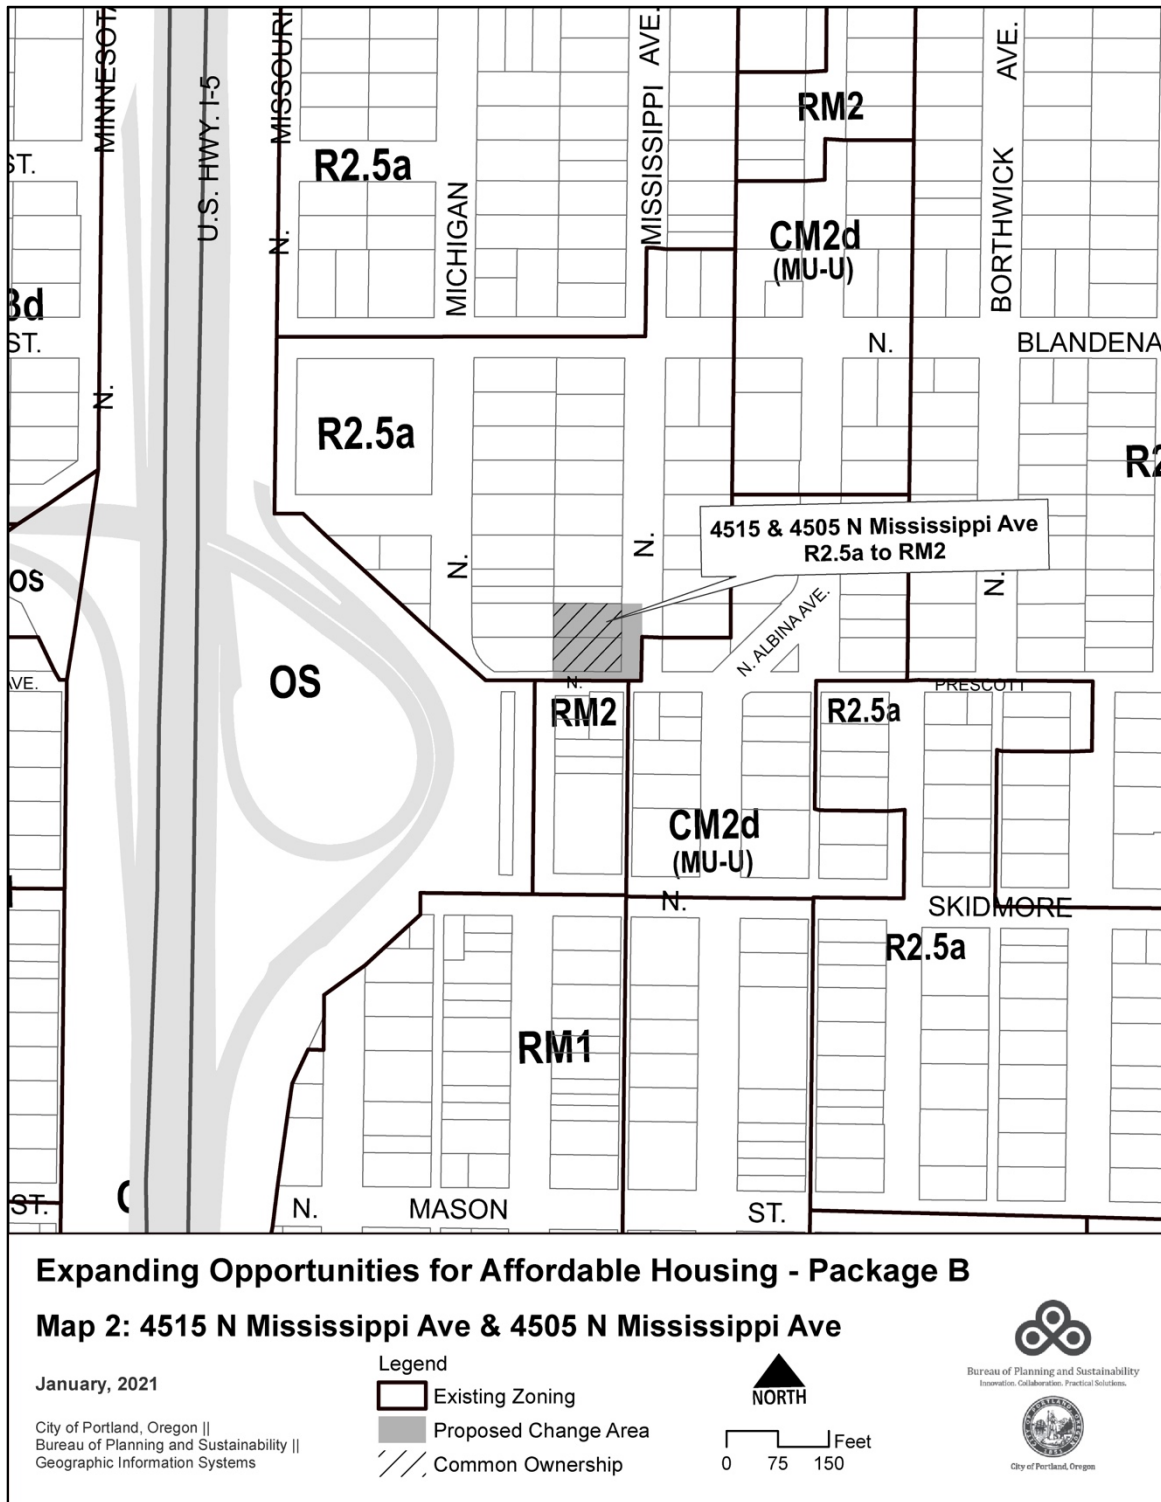 MINNESOTA
U.S. HWY. I-5
MISSOURI
N.
AVE.
MISSISSIPPI
AVE.
BORTHWICK
RM2
ST.
R2.5a
MICHIGAN
CM2d
(MU-U)
ST.
N.
BLANDENA
N.
R2.5a
4515 & 4505 N Mississippi Ave
R2.5a to RM2
N.
N.
N.
OS
N. ALBINA AVE.
OS
AVE.
N.
PRESCOTT
RM2
R2.5a
CM2d
(MU-U)
N.
SKIDMORE
R2.5a
RM1
ST.
N.
MASON
ST.
Expanding Opportunities for Affordable Housing - Package B
Map 2: 4515 N Mississippi Ave & 4505 N Mississippi Ave
January, 2021
City of Portland, Oregon ||
Bureau of Planning and Sustainability ||
Geographic Information Systems
Legend
Existing Zoning
Proposed Change Area
Common Ownership
NORTH
Feet
0 75 150
Bureau of Planning and Sustainability
Innovation. Collaboration. Practical Solutions.
City of Portland, Oregon